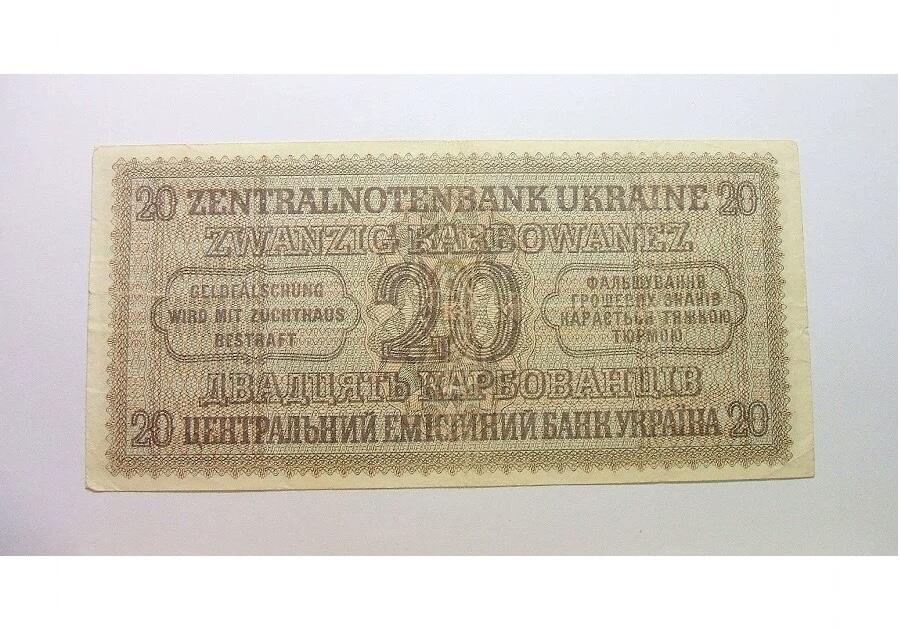 20 ZENTRALNOTENBANK UKRAINE 20
ZWANZIG KARBOWANEZ
GELDFÄLSCHUNG
WIRD MIT ZUCHTHAUS
BESTRAFT
20
ФАЛЬШУВАННЯ
ГРОШЕВИХ ЗНАКІВ
КАРАЄТЬСЯ ТЯЖКОЮ
ТЮРМОЮ
ДВАДЦЯТЬ КАРБОВАНЦІВ
20 ЦЕНТРАЛЬНИЙ ЕМІСІЙНИЙ БАНК УКРАЇНА 20